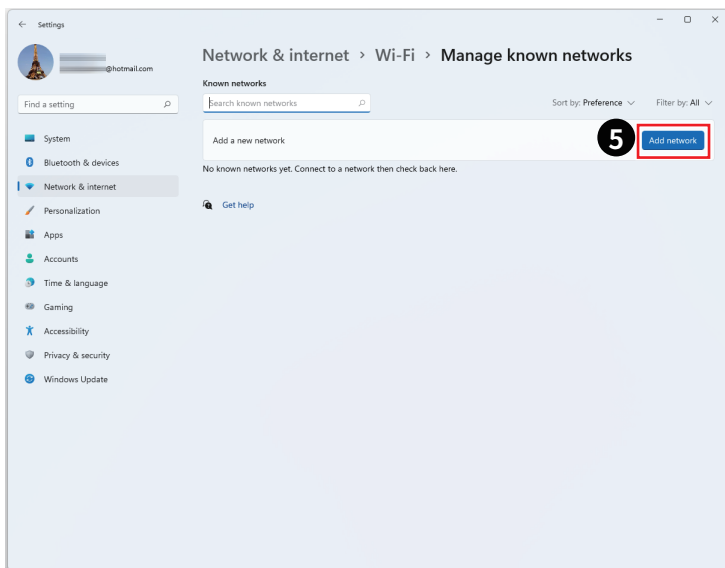 Settings
@hotmail.com
Find a setting
System
Bluetooth & devices
Network & internet
Personalization
Apps
Accounts
Time & language
Gaming
Accessibility
Privacy & security
Windows Update
Network & internet > Wi-Fi > Manage known networks
Known networks
Search known networks
Sort by: Preference
Filter by: All
Add a new network
5
Add network
No known networks yet. Connect to a network then check back here.
Get help